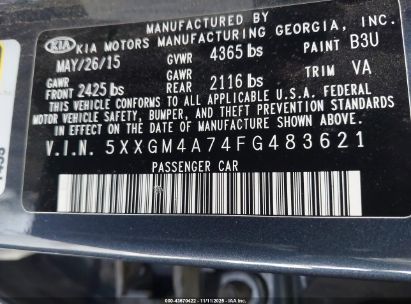 MANUFACTURED BY
KIA KIA MOTORS MANUFACTURING GEORGIA, INC.
MAY/26/15 GVWR 4365 lbs PAINT B3U
GAWR FRONT 2425 lbs GAWR REAR 2116 lbs TRIM VA
THIS VEHICLE CONFORMS TO ALL APPLICABLE U.S.A FEDERAL
MOTOR VEHICLE SAFETY, BUMPER, AND THEFT PREVENTION STANDARDS
IN EFFECT ON THE DATE OF MANUFACTURE SHOWN ABOVE.
V.I.N. 5XXGM4A74FG483621
PASSENGER CAR